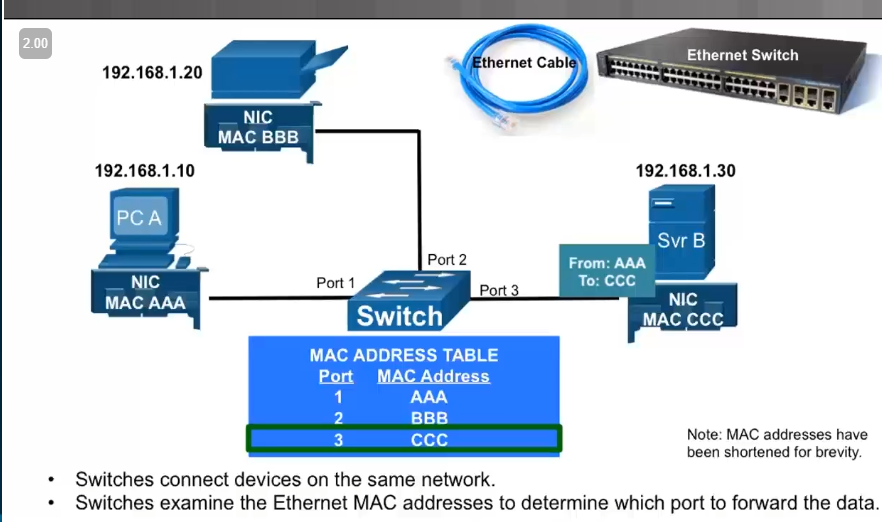 2.00
192.168.1.20
NIC
MAC BBB
Ethernet Cable
Ethernet Switch
192.168.1.10
PC A
NIC
MAC AAA
192.168.1.30
Svr B
From: AAA
To: CCC
NIC
MAC CCC
Port 2
Port 1
Port 3
Switch
MAC ADDRESS TABLE
Port MAC Address
1 AAA
2 BBB
3 CCC
Note: MAC addresses have
been shortened for brevity.
• Switches connect devices on the same network.
• Switches examine the Ethernet MAC addresses to determine which port to forward the data.